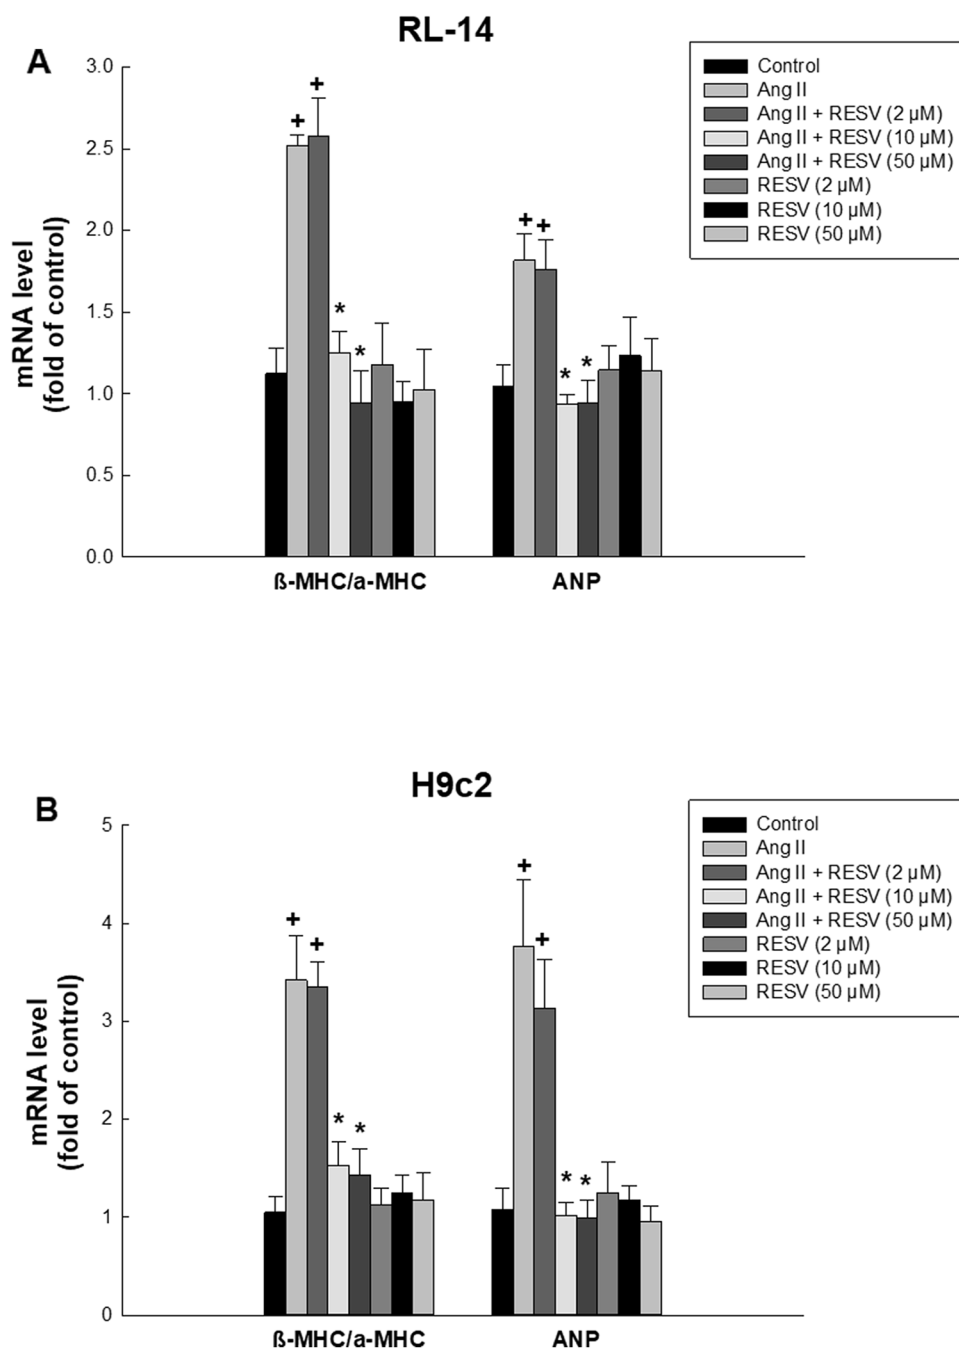 RL-14
A
3.0
2.5
2.0
1.5
1.0
0.5
0.0
mRNA level
(fold of control)
+
+
*
*
+
+
*
*
ß-MHC/a-MHC
ANP
Control
Ang II
Ang II + RESV (2 µM)
Ang II + RESV (10 µM)
Ang II + RESV (50 µM)
RESV (2 µM)
RESV (10 µM)
RESV (50 µM)
H9c2
B
5
4
3
2
1
0
mRNA level
(fold of control)
+
+
*
*
+
+
*
*
ß-MHC/a-MHC
ANP
Control
Ang II
Ang II + RESV (2 µM)
Ang II + RESV (10 µM)
Ang II + RESV (50 µM)
RESV (2 µM)
RESV (10 µM)
RESV (50 µM)